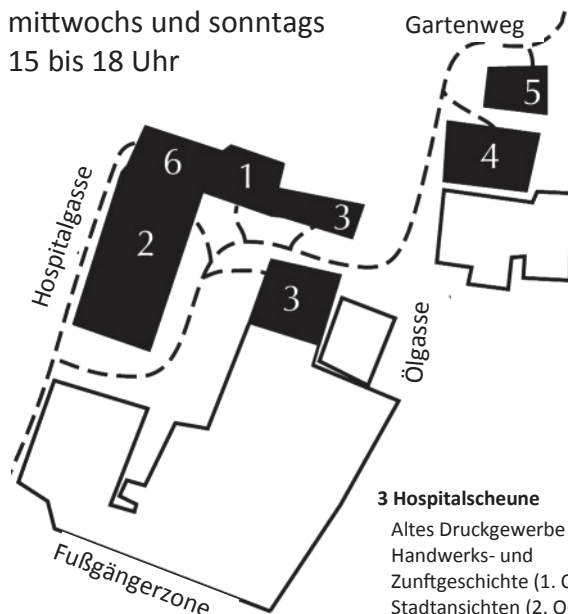 mittwochs und sonntags
15 bis 18 Uhr
Gartenweg
5
4
6
1
3
2
3
Hospitalgasse
Ölgasse
Fußgängerzone
3 Hospitalscheune
Altes Druckgewerbe
Handwerks- und
Zunftgeschichte (1.
Stadtansichten (2.